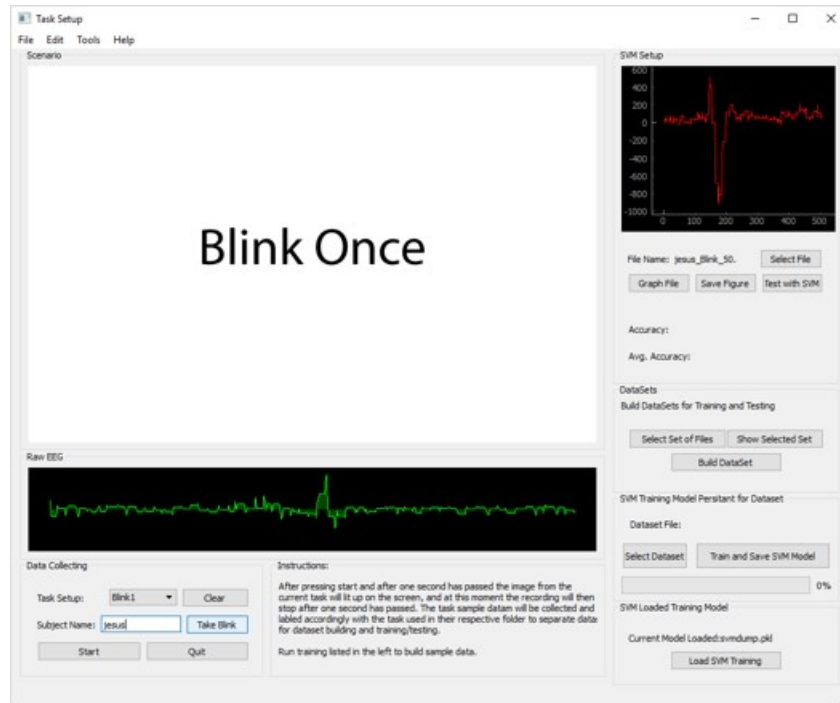 Task Setup
File Edit Tools Help
Scenario
Blink Once
Raw EEG
Data Collecting
Task Setup: Blink1 Clear
Subject Name: jesus Take Blink
Start Quit
Instructions:
After pressing start and after one second has passed the image from the
current task will lit up on the screen, and at this moment the recording will then
stop after one second has passed. The task sample datam will be collected and
labled accordingly with the task used in their respective folder to separate datas
for dataset building and training/testing.
Run training listed in the left to build sample data.
SVM Setup
600
400
200
0
-200
-400
-600
-800
-1000
0 100 200 300 400 500
File Name: jesus_Blink_50. Select File
Graph File Save Figure Test with SVM
Accuracy:
Avg. Accuracy:
DataSets
Build DataSets for Training and Testing
Select Set of Files Show Selected Set
Build DataSet
SVM Training Model Persitant for Dataset
Dataset File:
Select Dataset Train and Save SVM Model
0%
SVM Loaded Training Model
Current Model Loaded:svmdump.pkl
Load SVM Training